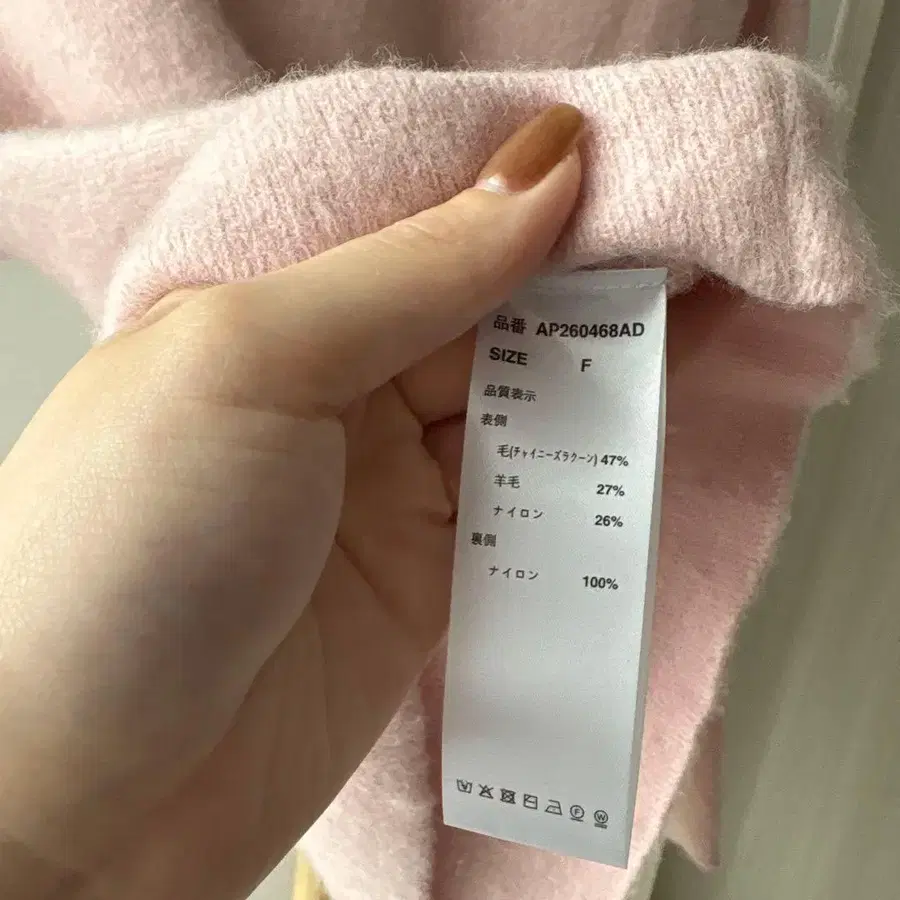 品番 AP260468AD
SIZE F
品質表示
表側
毛(チャイニーズラクーン) 47%
羊毛 27%
ナイロン 26%
裏側
ナイロン 100%
F W